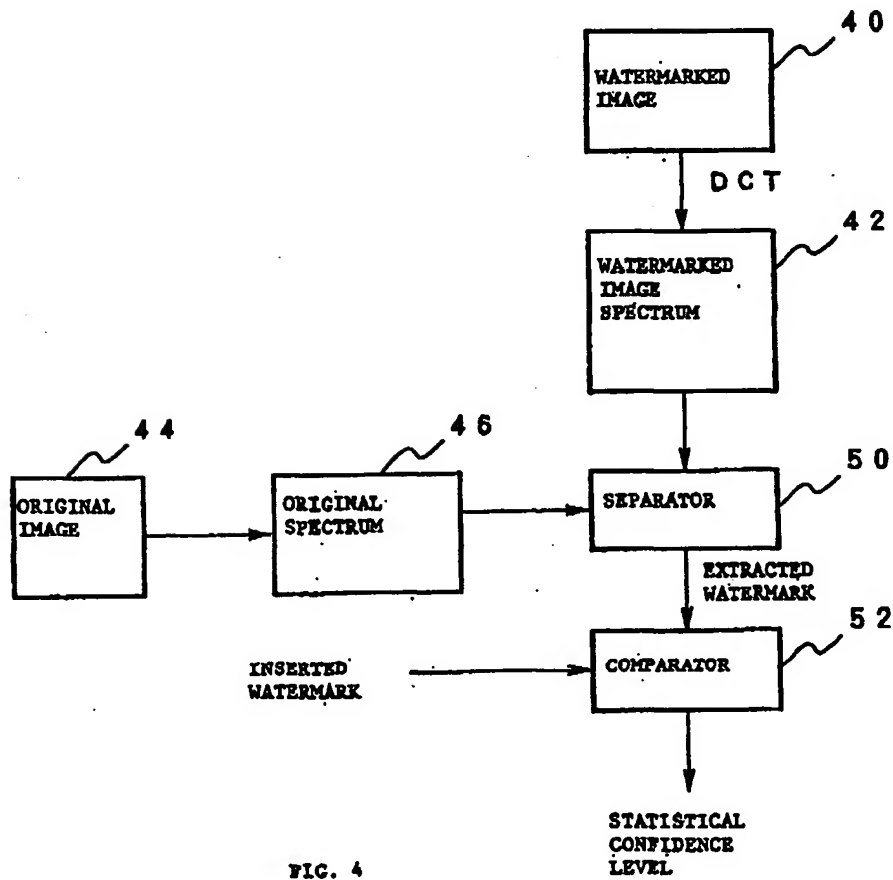 40
WATERMARKED
IMAGE
DCT
42
WATERMARKED
IMAGE
SPECTRUM
44
46
50
ORIGINAL
IMAGE
ORIGINAL
SPECTRUM
SEPARATOR
EXTRACTED
WATERMARK
52
INSERTED
WATERMARK
COMPARATOR
STATISTICAL
CONFIDENCE
LEVEL
FIG. 4